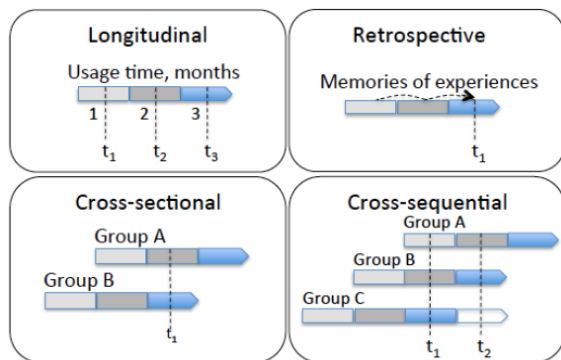 Longitudinal
Usage time, months
1 2 3
t1 t2 t3
Retrospective
Memories of experiences
t1
Cross-sectional
Group A
Group B
t1
Cross-sequential
Group A
Group B
Group C
t1 t2